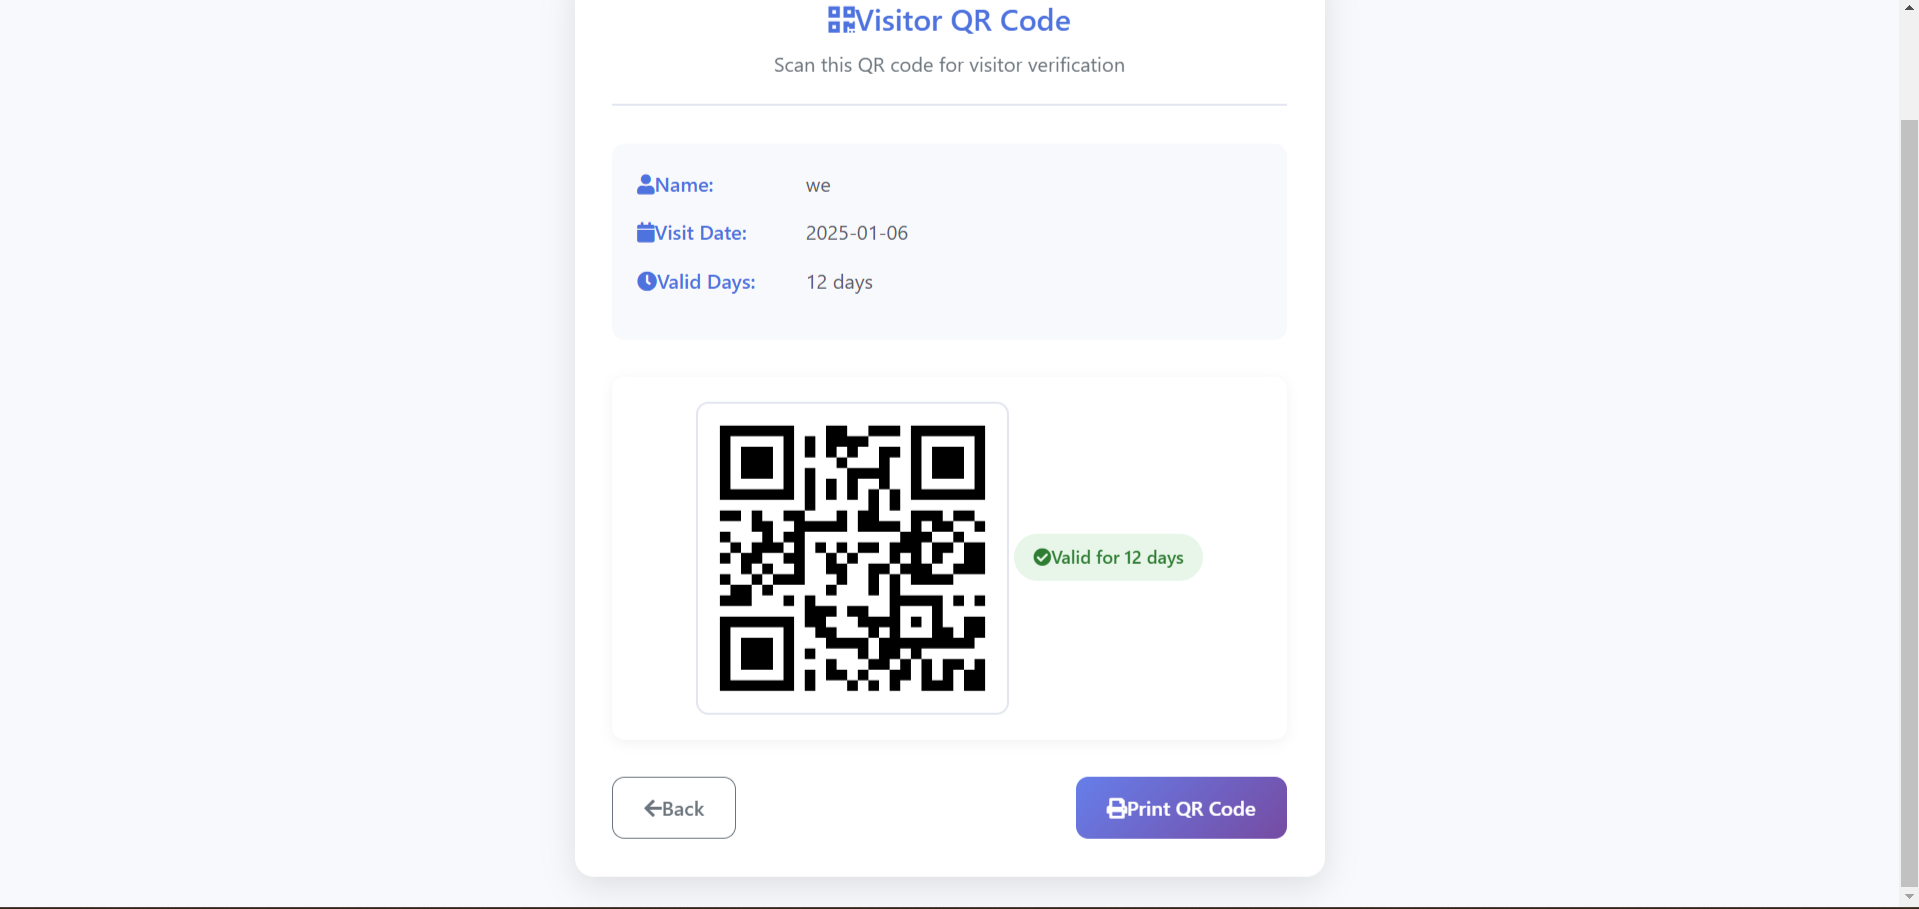 Visitor QR Code
Scan this QR code for visitor verification
Name: we
Visit Date: 2025-01-06
Valid Days: 12 days
Valid for 12 days
Back
Print QR Code